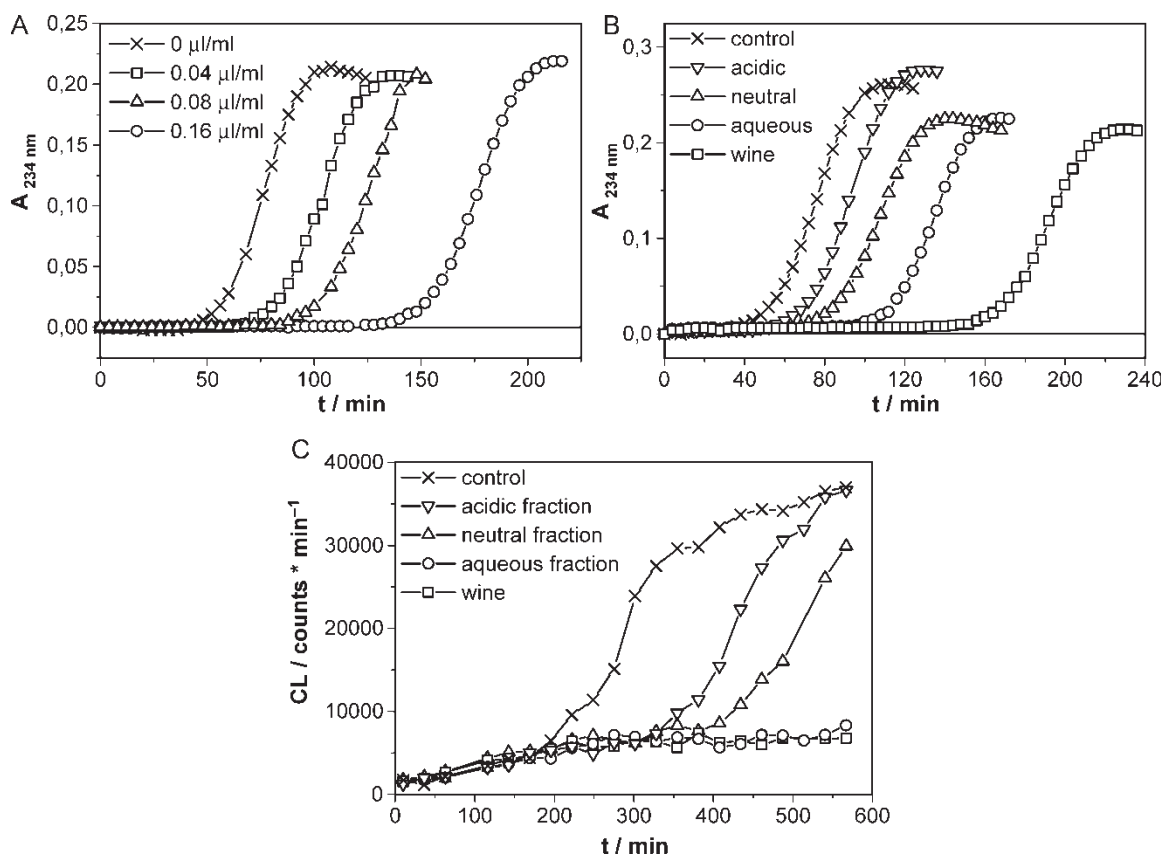 A
0,25
0,20
0,15
0,10
0,05
0,00
A 234 nm
0 µl/ml
0.04 µl/ml
0.08 µl/ml
0.16 µl/ml
0 50 100 150 200
t / min
B
0,3
0,2
0,1
0,0
A 234 nm
control
acidic
neutral
aqueous
wine
0 40 80 120 160 200 240
t / min
C
40000
30000
20000
10000
0
CL / counts * min⁻¹
control
acidic fraction
neutral fraction
aqueous fraction
wine
0 100 200 300 400 500 600
t / min